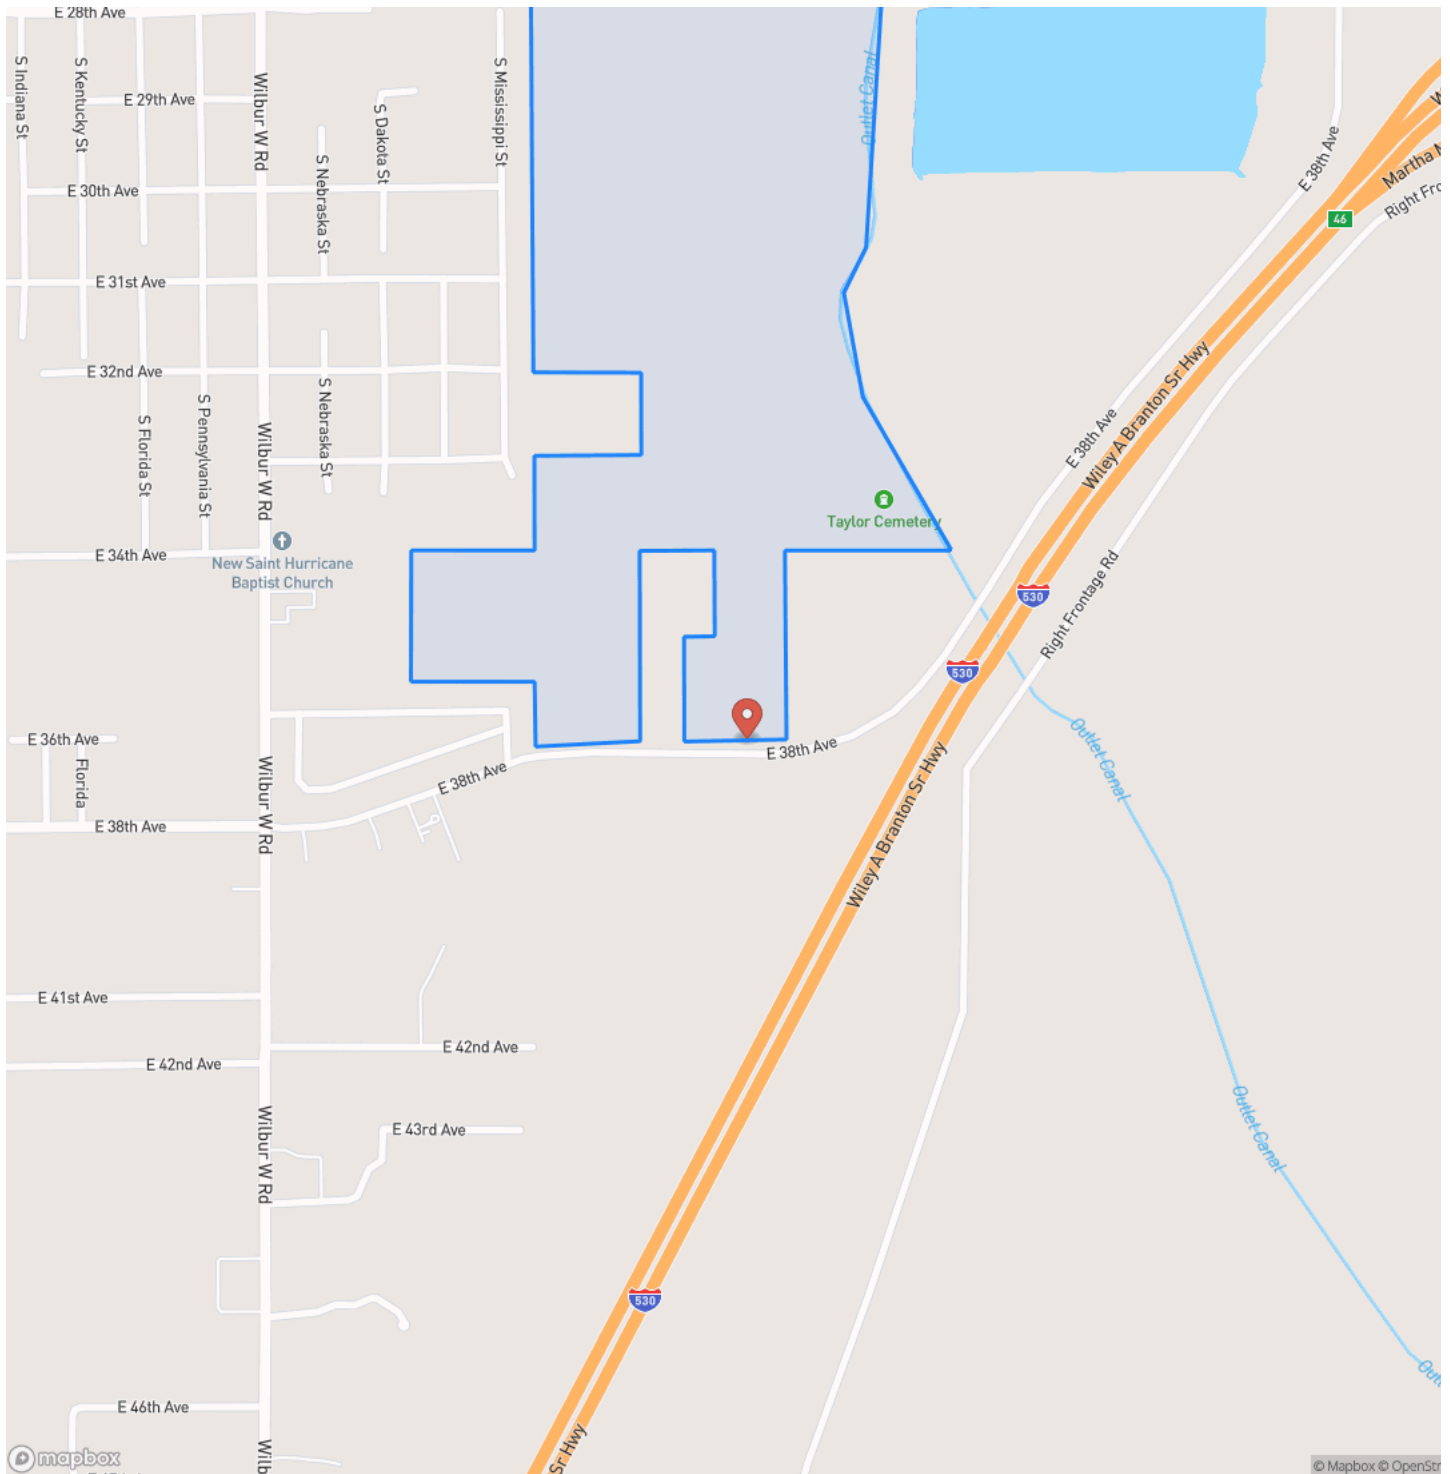 E 28th Ave
S Indiana St
S Kentucky St
E 29th Ave
Wilbur W Rd
S Dakota St
S Mississippi St
S Nebraska St
E 30th Ave
E 31st Ave
E 32nd Ave
S Florida St
S Pennsylvania St
Wilbur W Rd
S Nebraska St
E 34th Ave
New Saint Hurricane
Baptist Church
Outlet Canal
E 38th Ave
Martha
Right Fro
46
Wiley A Branton Sr Hwy
E 38th Ave
Taylor Cemetery
530
Right Frontage Rd
530
E 36th Ave
Florida
E 38th Ave
E 38th Ave
Wilbur W Rd
E 38th Ave
Wiley A Branton Sr Hwy
Outlet Canal
E 41st Ave
E 42nd Ave
E 42nd Ave
E 43rd Ave
Wilbur W Rd
Outlet Canal
530
E 46th Ave
Wilb
Sr Hwy
Outl
mapbox
© Mapbox © OpenStr